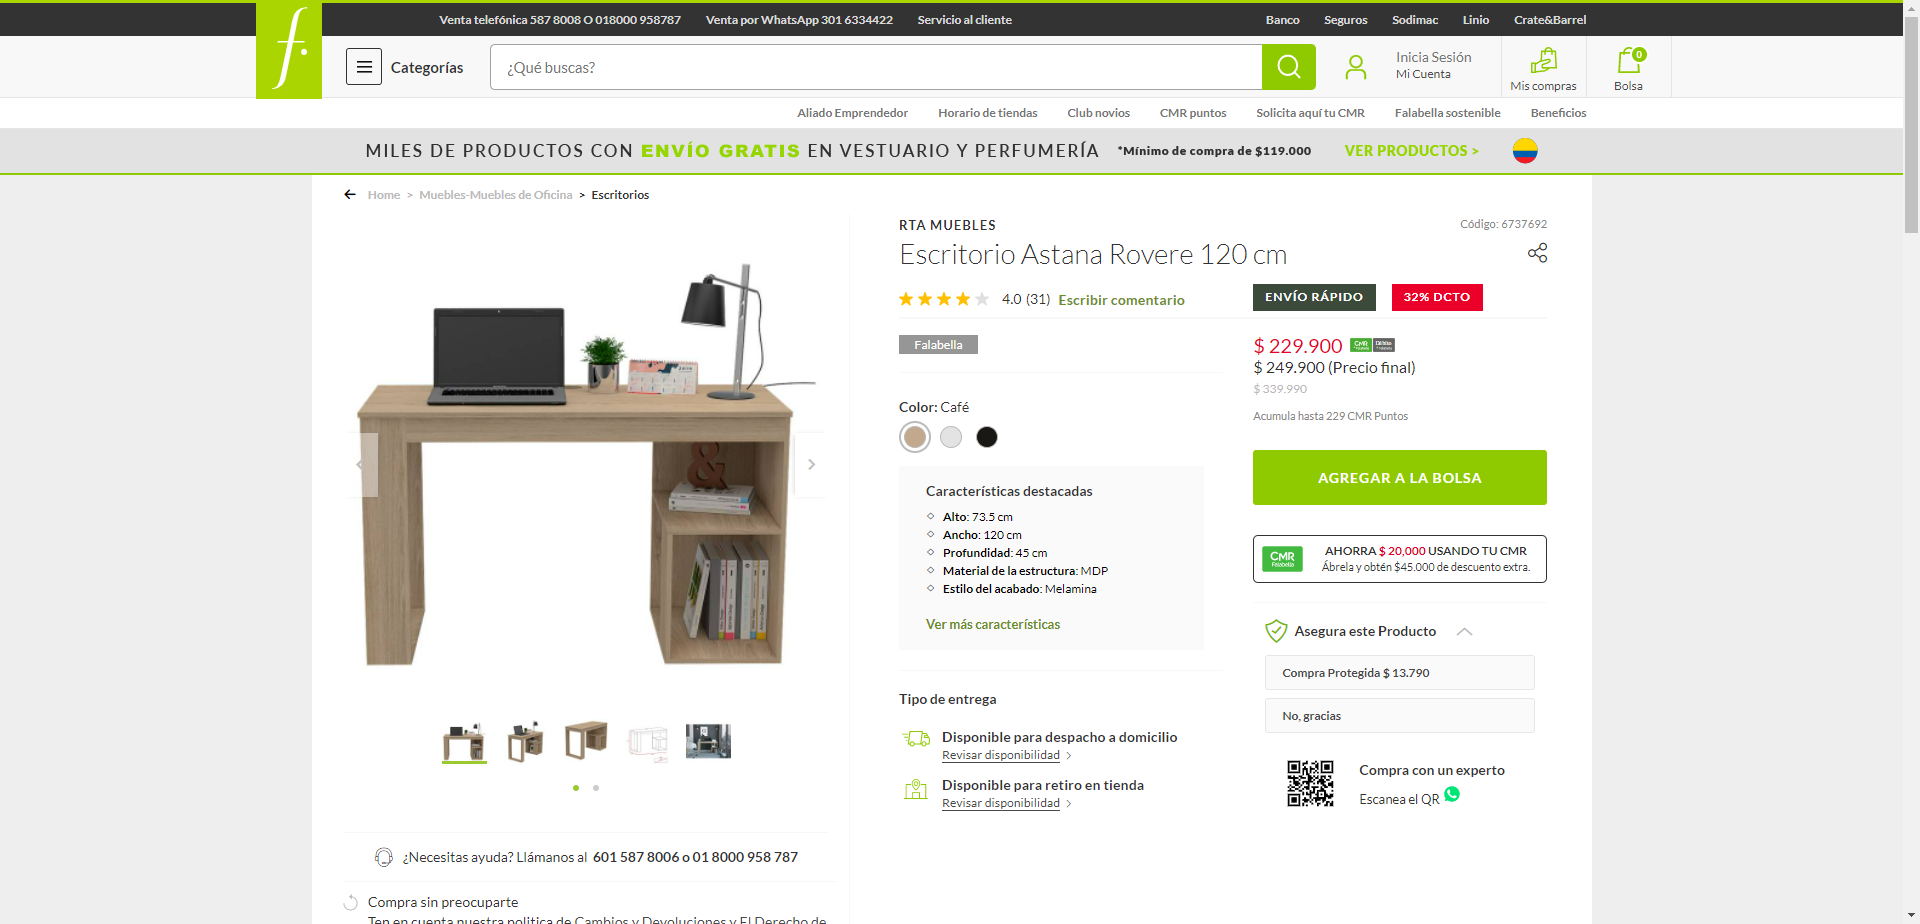 Venta telefónica 587 8008 O 018000 958787
Venta por WhatsApp 301 6334422
Servicio al cliente
Banco
Seguros
Sodimac
Linio
Crate&Barrel
f.
Categorías
¿Qué buscas?
Inicia Sesión
Mi Cuenta
Mis compras
0
Bolsa
Aliado Emprendedor
Horario de tiendas
Club novios
CMR puntos
Solicita aquí tu CMR
Falabella sostenible
Beneficios
MILES DE PRODUCTOS CON ENVÍO GRATIS EN VESTUARIO Y PERFUMERÍA *Mínimo de compra de $119.000 VER PRODUCTOS >
Home > Muebles-Muebles de Oficina > Escritorios
RTA MUEBLES
Código: 6737692
Escritorio Astana Rovere 120 cm
4.0 (31) Escribir comentario
ENVÍO RÁPIDO
32% DCTO
Falabella
$ 229.900
CMR
$ 249.900 (Precio final)
$ 339.990
Acumula hasta 229 CMR Puntos
Color: Café
AGREGAR A LA BOLSA
Características destacadas
Alto: 73.5 cm
Ancho: 120 cm
Profundidad: 45 cm
Material de la estructura: MDP
Estilo del acabado: Melamina
Ver más características
CMR
Falabella
AHORRA $ 20,000 USANDO TU CMR
Ábrela y obtén $45.000 de descuento extra.
Asegura este Producto
Compra Protegida $ 13.790
No, gracias
Tipo de entrega
Disponible para despacho a domicilio
Revisar disponibilidad >
Disponible para retiro en tienda
Revisar disponibilidad >
Compra con un experto
Escanea el QR
&
¿Necesitas ayuda? Llámanos al 601 587 8006 o 01 8000 958 787
Compra sin preocuparte
Ten en cuenta nuestra politica de Cambios y Devoluciones y El Derecho de